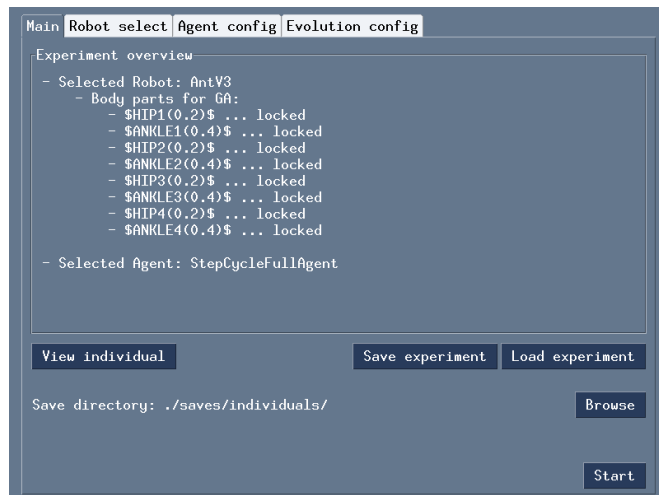 Main Robot select Agent config Evolution config
Experiment overview
- Selected Robot: AntV3
- Body parts for GA:
- $HIP1(0.2)$ ... locked
- $ANKLE1(0.4)$ ... locked
- $HIP2(0.2)$ ... locked
- $ANKLE2(0.4)$ ... locked
- $HIP3(0.2)$ ... locked
- $ANKLE3(0.4)$ ... locked
- $HIP4(0.2)$ ... locked
- $ANKLE4(0.4)$ ... locked
- Selected Agent: StepCycleFullAgent
View individual Save experiment Load experiment
Save directory: ./saves/individuals/ Browse
Start